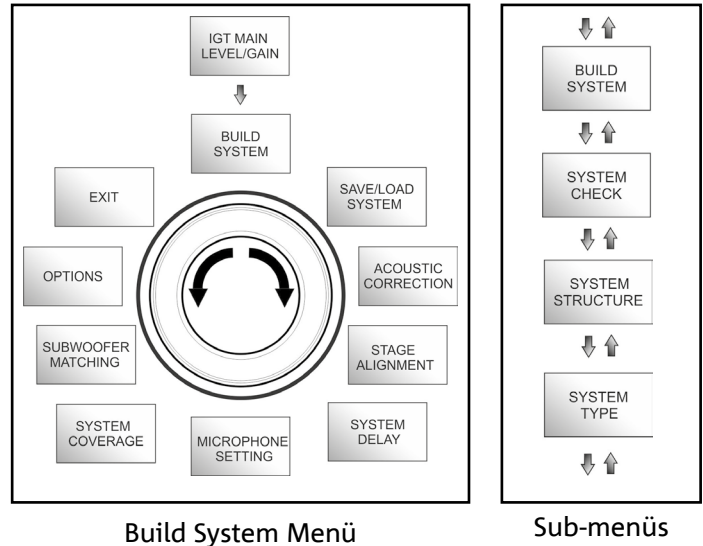 IGT MAIN
LEVEL/GAIN
BUILD
SYSTEM
SAVE/LOAD
SYSTEM
ACOUSTIC
CORRECTION
STAGE
ALIGNMENT
SYSTEM
DELAY
MICROPHONE
SETTING
SYSTEM
COVERAGE
SUBWOOFER
MATCHING
OPTIONS
EXIT
Build System Menü
BUILD
SYSTEM
SYSTEM
CHECK
SYSTEM
STRUCTURE
SYSTEM
TYPE
Sub-menüs